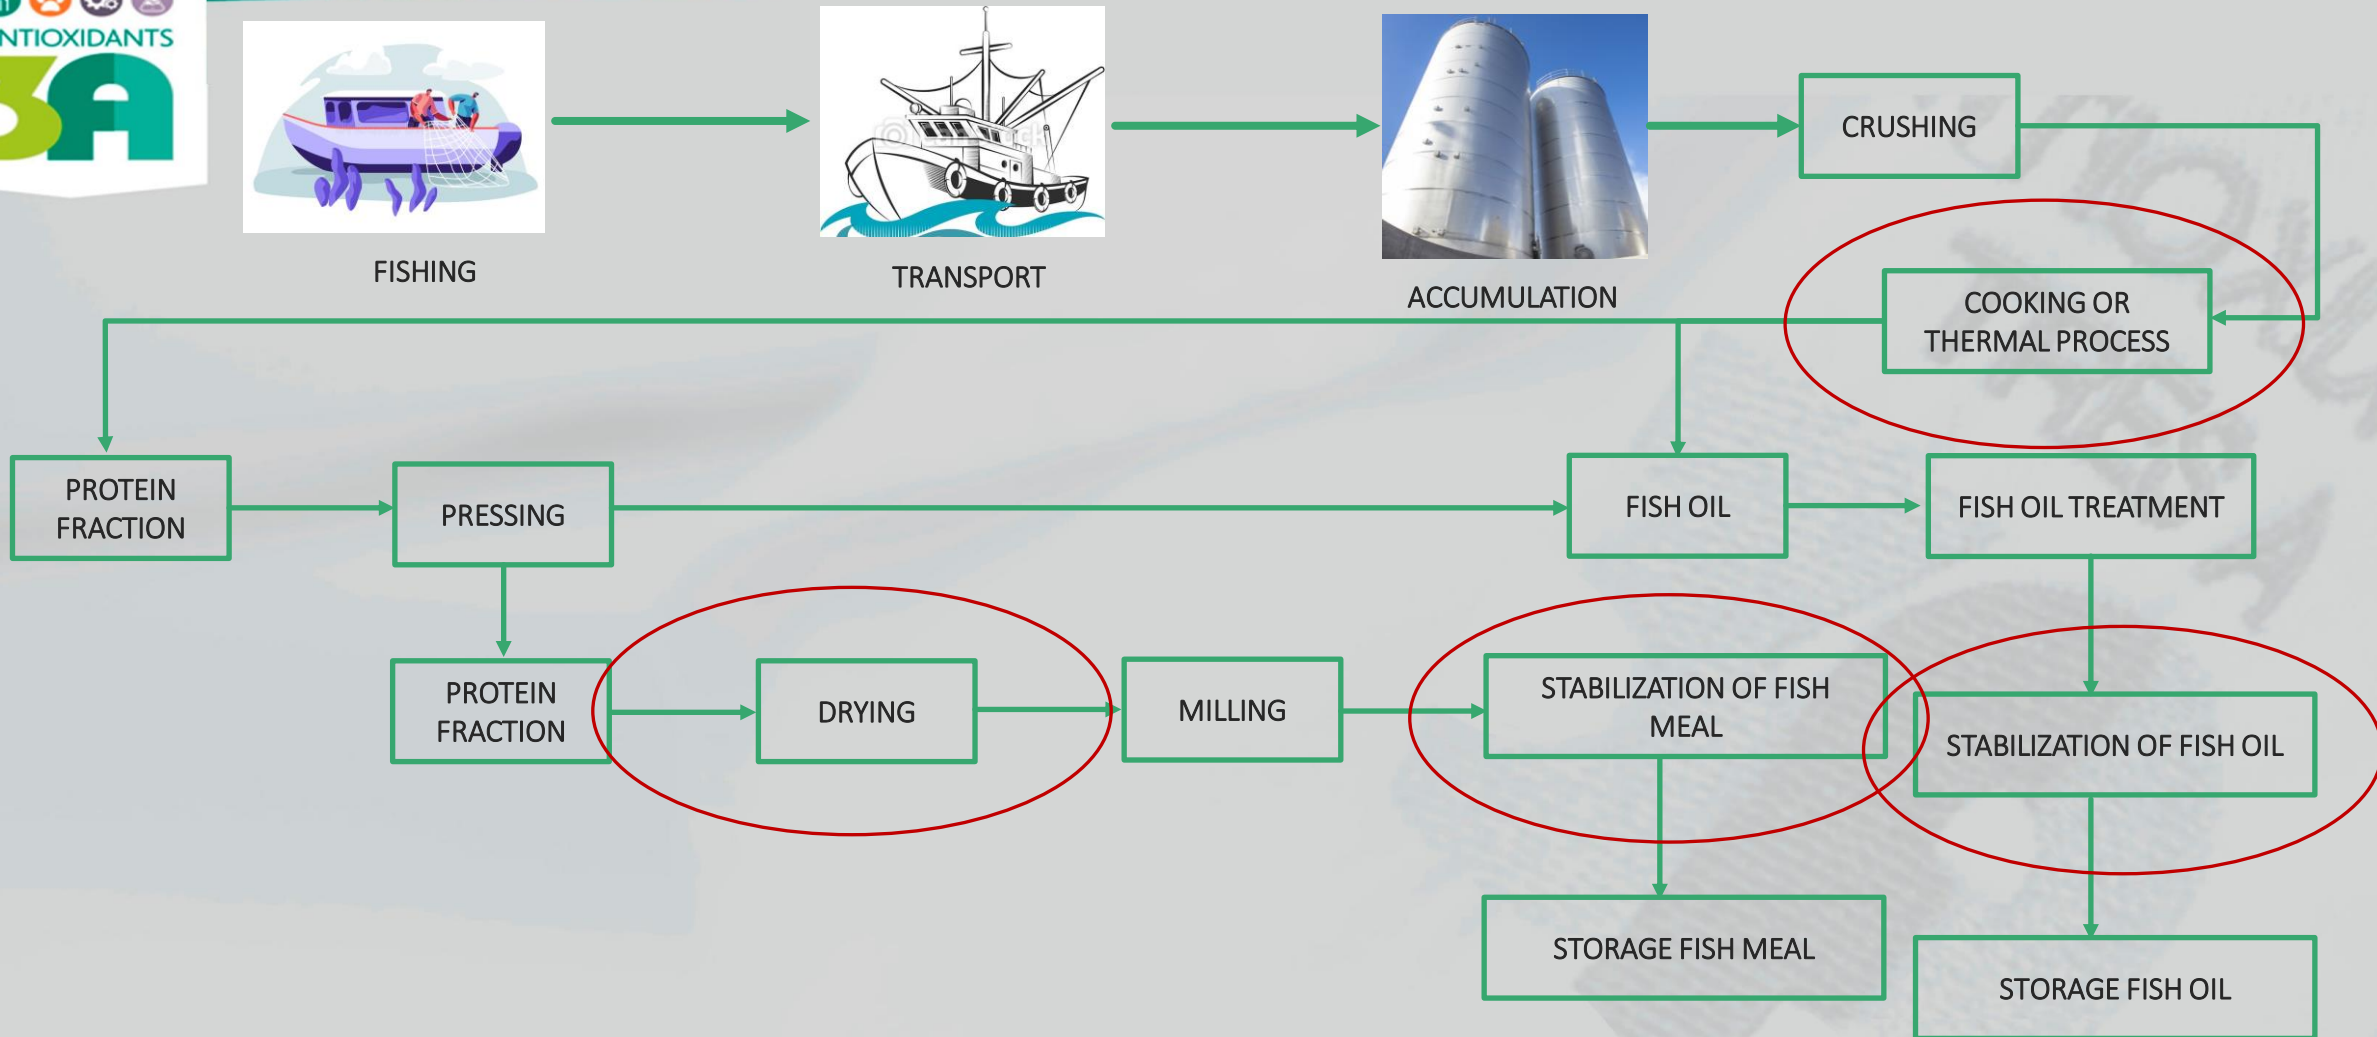 NTIOXIDANTS
3A
FISHING
TRANSPORT
ACCUMULATION
CRUSHING
COOKING OR
THERMAL PROCESS
PROTEIN
FRACTION
PRESSING
FISH OIL
FISH OIL TREATMENT
PROTEIN
FRACTION
DRYING
MILLING
STABILIZATION OF FISH
MEAL
STABILIZATION OF FISH OIL
STORAGE FISH MEAL
STORAGE FISH OIL